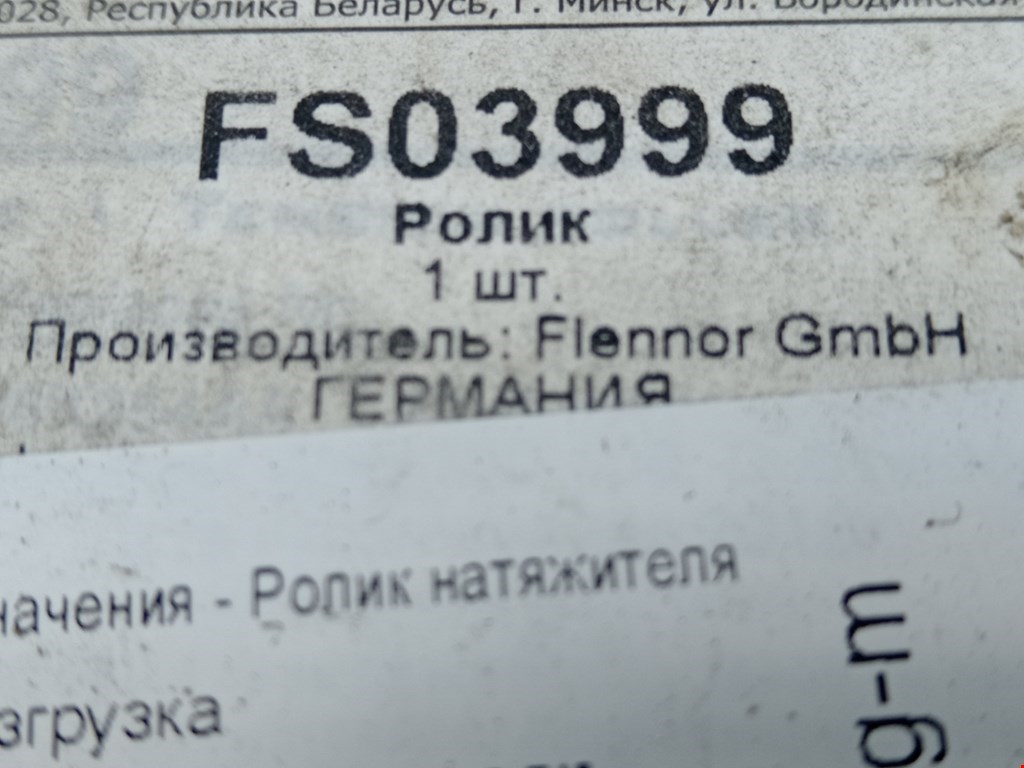 028, Республика Беларусь, г. Минск, ул. Бородинская
FS03999
Ролик
1 шт.
Производитель: Flennor GmbH
ГЕРМАНИЯ
начения - Ролик натяжителя
згрузка
g-m